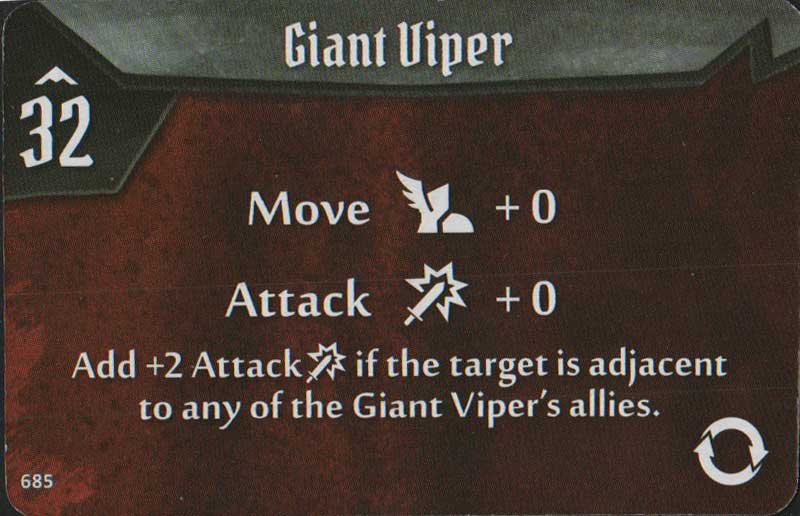 Giant Viper
32
Move + 0
Attack + 0
Add +2 Attack if the target is adjacent
to any of the Giant Viper's allies.
685